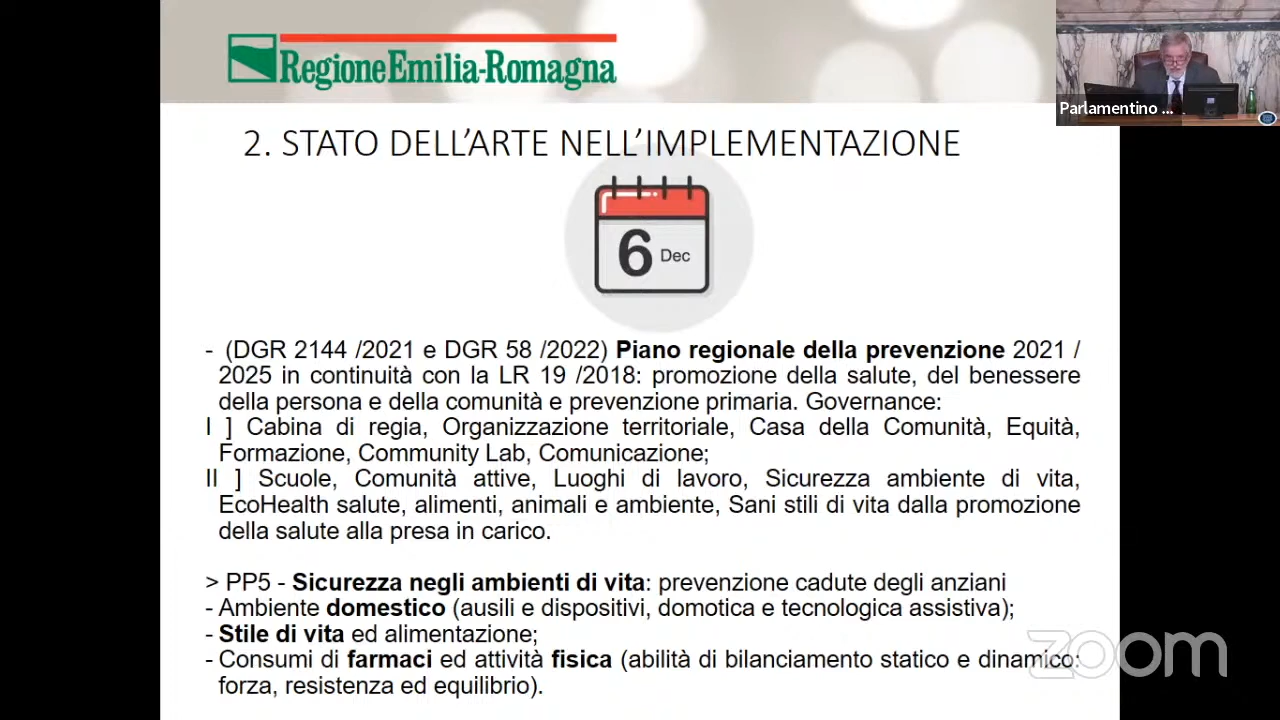 RegioneEmilia-Romagna
Parlamentino ...
2. STATO DELL'ARTE NELL'IMPLEMENTAZIONE
6 Dec
- (DGR 2144 /2021 e DGR 58 /2022) Piano regionale della prevenzione 2021 /
2025 in continuità con la LR 19 /2018: promozione della salute, del benessere
della persona e della comunità e prevenzione primaria. Governance:
I ] Cabina di regia, Organizzazione territoriale, Casa della Comunità, Equità,
Formazione, Community Lab, Comunicazione;
II ] Scuole, Comunità attive, Luoghi di lavoro, Sicurezza ambiente di vita,
EcoHealth salute, alimenti, animali e ambiente, Sani stili di vita dalla promozione
della salute alla presa in carico.
> PP5 - Sicurezza negli ambienti di vita: prevenzione cadute degli anziani
- Ambiente domestico (ausili e dispositivi, domotica e tecnologica assistiva);
- Stile di vita ed alimentazione;
- Consumi di farmaci ed attività fisica (abilità di bilanciamento statico e dinamico:
forza, resistenza ed equilibrio).
zoom